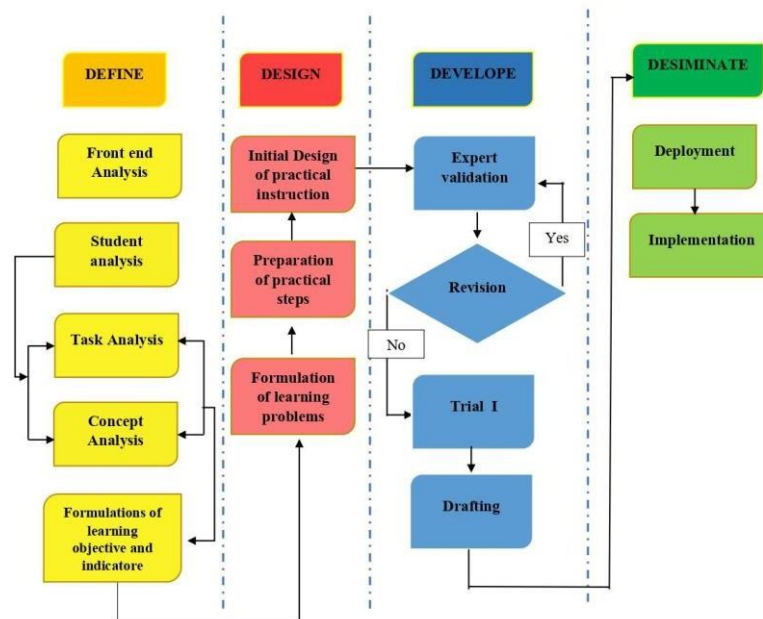 DEFINE
Front end
Analysis
Student
analysis
Task Analysis
Concept
Analysis
Formulations of
learning
objective and
indicatore
DESIGN
Initial Design
of practical
instruction
Preparation
of practical
steps
Formulation
of learning
problems
DEVELOPE
Expert
validation
Yes
Revision
No
Trial I
Drafting
DESIMINATE
Deployment
Implementation